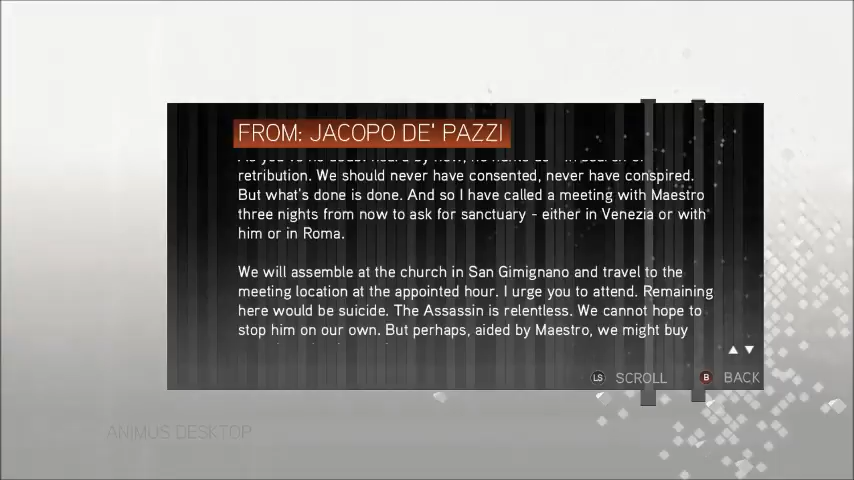 FROM: JACOPO DE' PAZZI
retribution. We should never have consented, never have conspired.
But what's done is done. And so I have called a meeting with Maestro
three nights from now to ask for sanctuary - either in Venezia or with
him or in Roma.
We will assemble at the church in San Gimignano and travel to the
meeting location at the appointed hour. I urge you to attend. Remaining
here would be suicide. The Assassin is relentless. We cannot hope to
stop him on our own. But perhaps, aided by Maestro, we might buy
LS SCROLL B BACK
ANIMUS DESKTOP